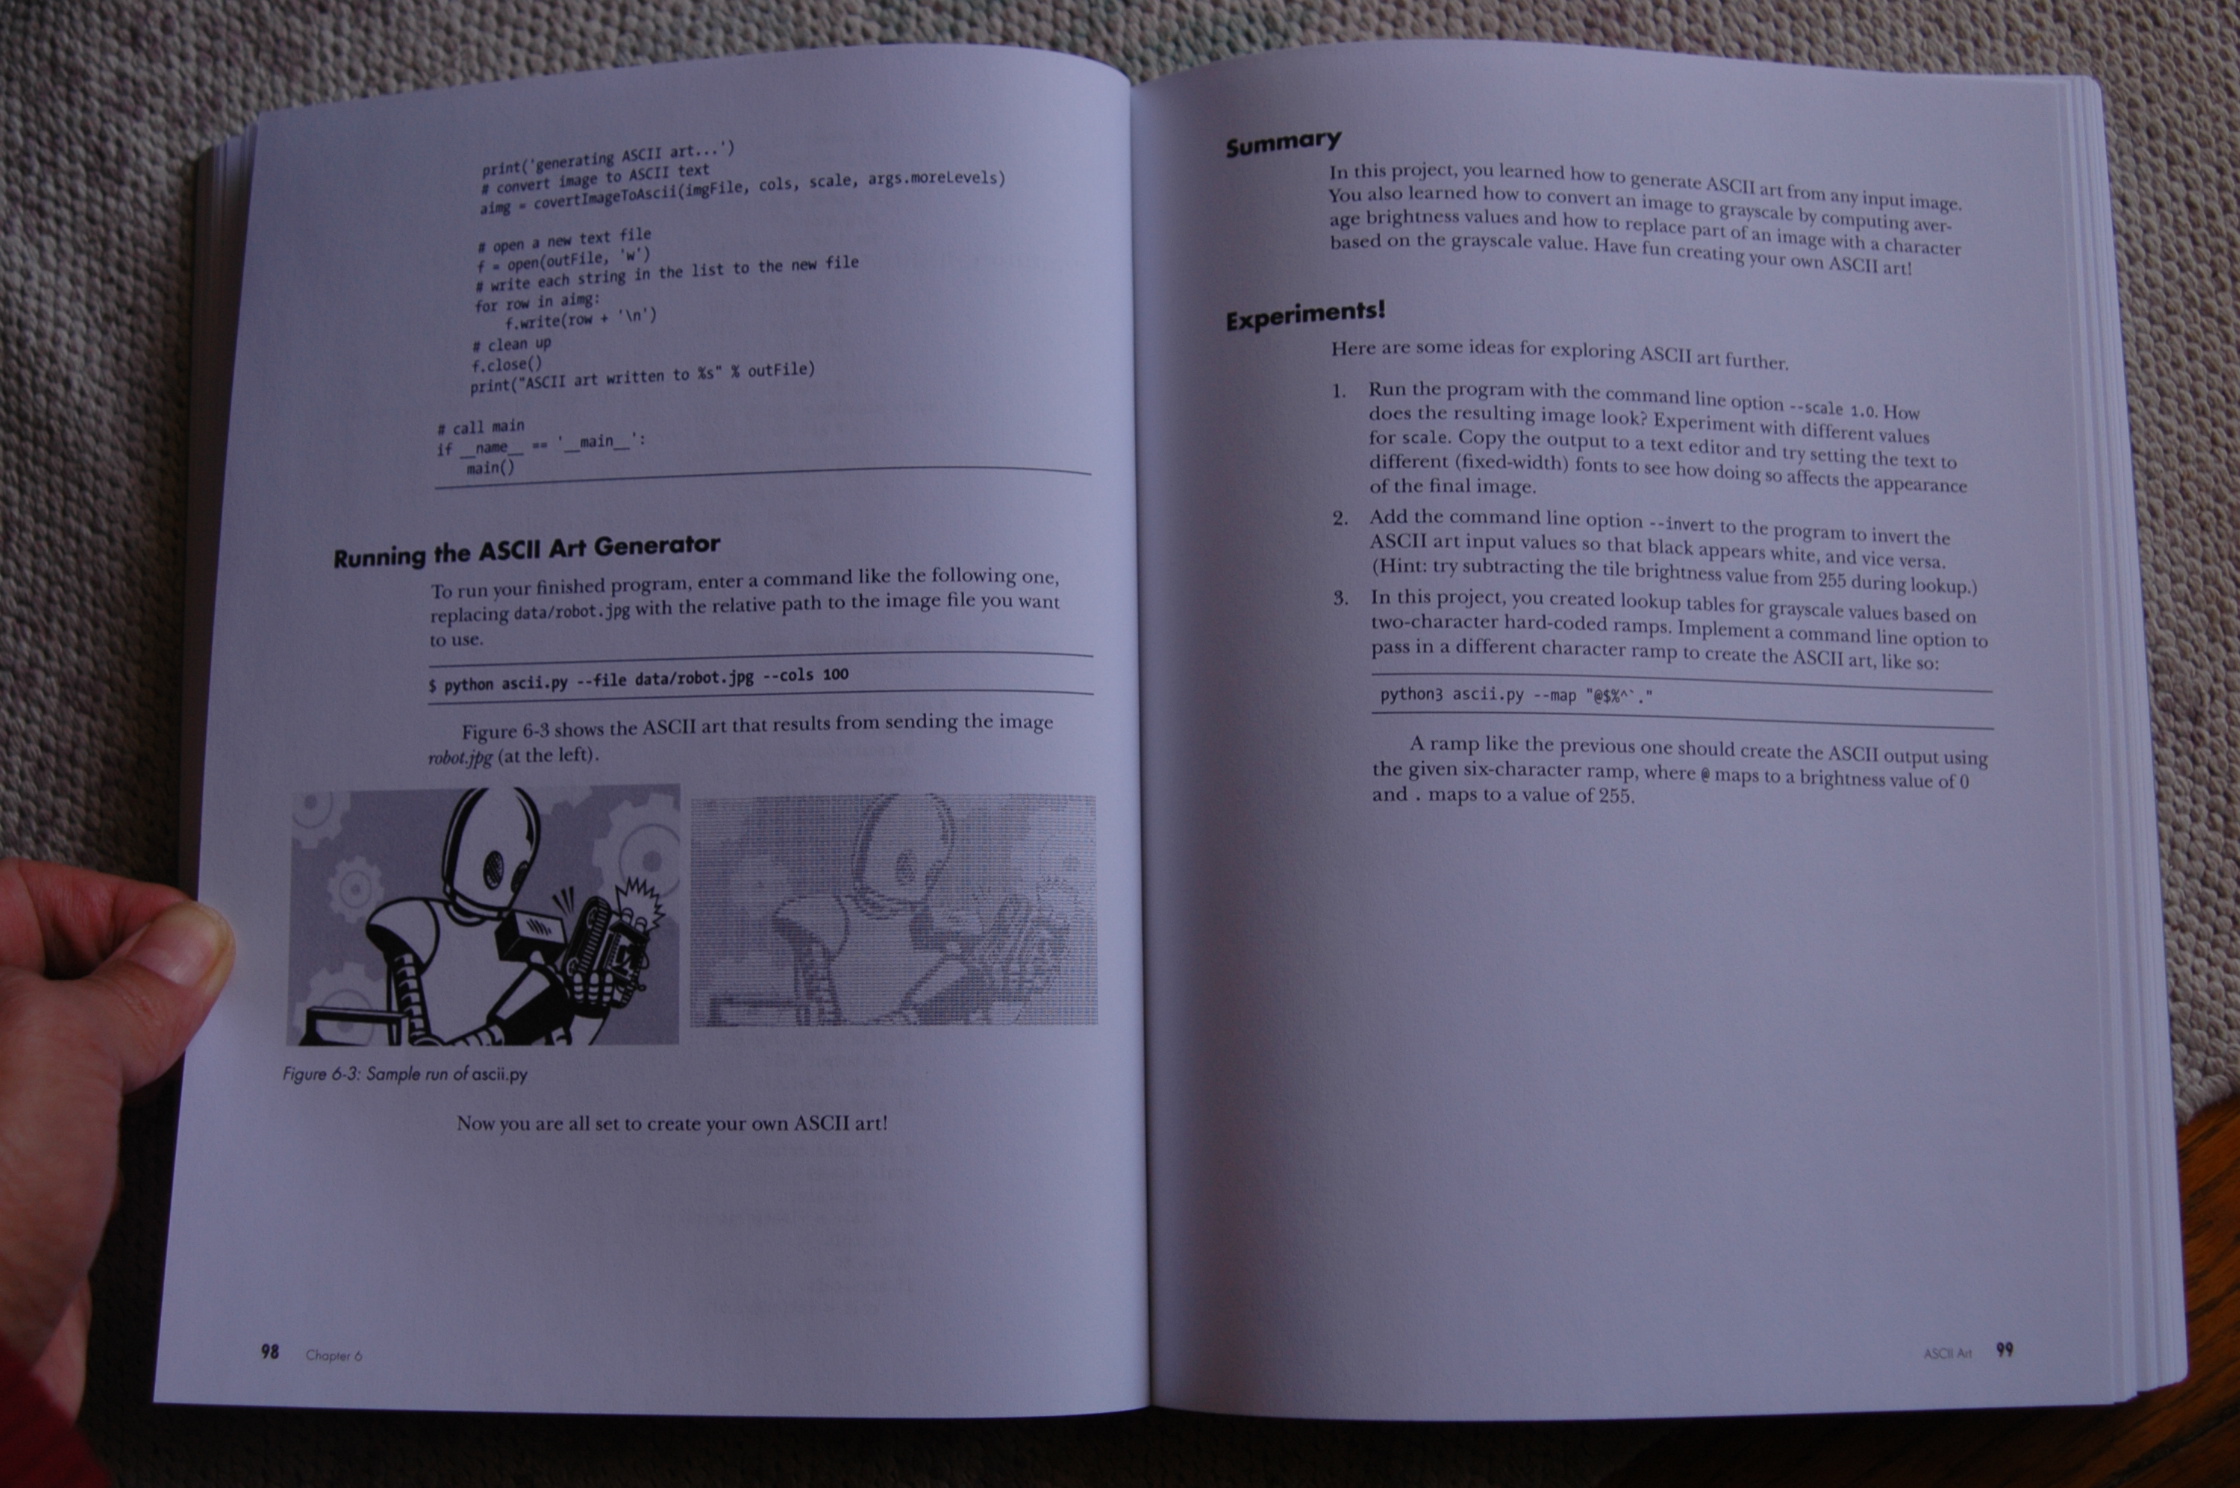 print('generating ASCII art...')
# convert image to ASCII text
aimg = covertImageToAscii(imgFile, cols, scale, args.moreLevels)
# open a new text file
f = open(outFile, 'w')
# write each string in the list to the new file
for row in aimg:
f.write(row + '\n')
# clean up
f.close()
print("ASCII art written to %s" % outFile)
# call main
if __name__ == '__main__':
main()
Running the ASCII Art Generator
To run your finished program, enter a command like the following one,
replacing data/robot.jpg with the relative path to the image file you want
to use.
$ python ascii.py --file data/robot.jpg --cols 100
Figure 6-3 shows the ASCII art that results from sending the image
robot.jpg (at the left).
Figure 6-3: Sample run of ascii.py
Now you are all set to create your own ASCII art!
98 Chapter 6
Summary
In this project, you learned how to generate ASCII art from any input image.
You also learned how to convert an image to grayscale by computing aver-
age brightness values and how to replace part of an image with a character
based on the grayscale value. Have fun creating your own ASCII art!
Experiments!
Here are some ideas for exploring ASCII art further.
1. Run the program with the command line option --scale 1.0. How
does the resulting image look? Experiment with different values
for scale. Copy the output to a text editor and try setting the text to
different (fixed-width) fonts to see how doing so affects the appearance
of the final image.
2. Add the command line option --invert to the program to invert the
ASCII art input values so that black appears white, and vice versa.
(Hint: try subtracting the tile brightness value from 255 during lookup.)
3. In this project, you created lookup tables for grayscale values based on
two-character hard-coded ramps. Implement a command line option to
pass in a different character ramp to create the ASCII art, like so:
python3 ascii.py --map "@$%^`."
A ramp like the previous one should create the ASCII output using
the given six-character ramp, where @ maps to a brightness value of 0
and . maps to a value of 255.
ASCII Art 99